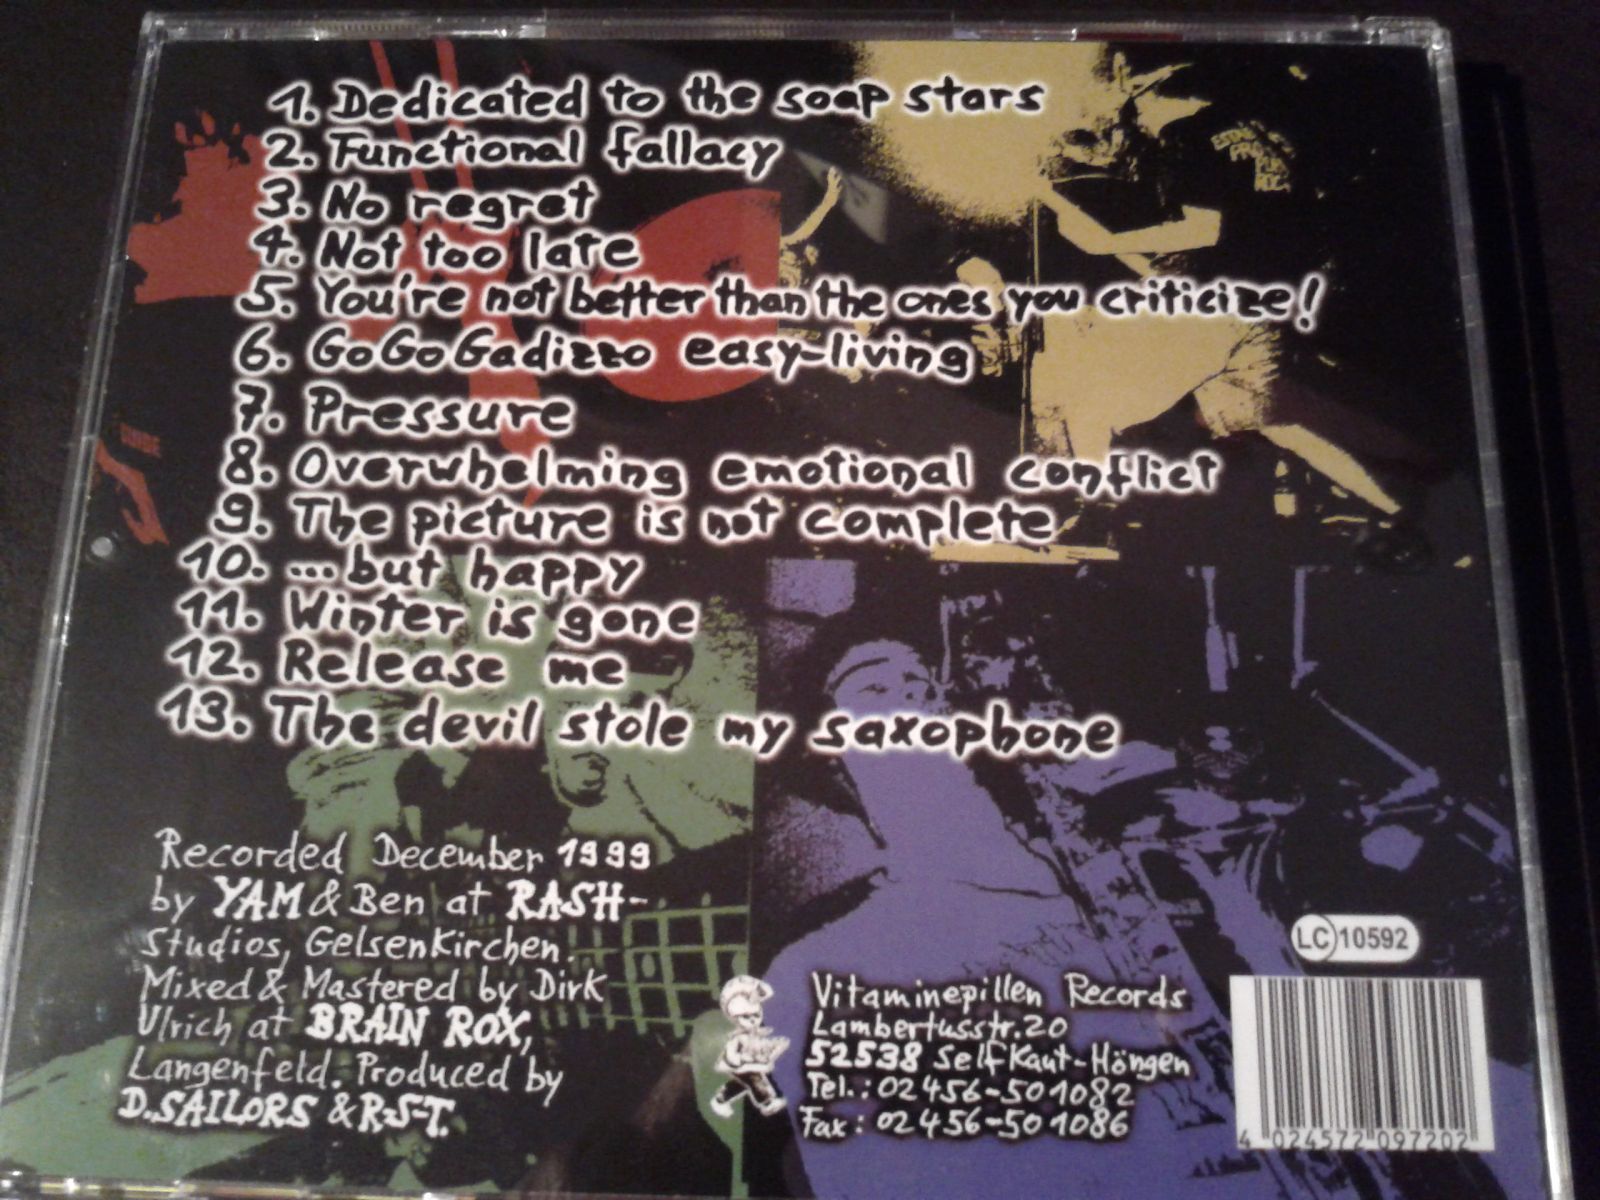 1. Dedicated to the soap stars
2. Functional fallacy
3. No regret
4. Not too late
5. You're not better than the ones you criticize!
6. GoGoGadizzo easy-living
7. Pressure
8. Overwhelming emotional conflict
9. The picture is not complete
10. ...but happy
11. Winter is gone
12. Release me
13. The devil stole my saxophone
Recorded December 1999
by YAM & Ben at RASH-
Studios, Gelsenkirchen.
Mixed & Mastered by Dirk
Ulrich at BRAIN ROX,
Langenfeld. Produced by
D.SAILORS &
Vitaminepillen Records
Lambertusstr.20
52538 Selfkant-Höngen
Tel.: 02456-501082
Fax: 02456-501086
LC 10592
4 024572 097202